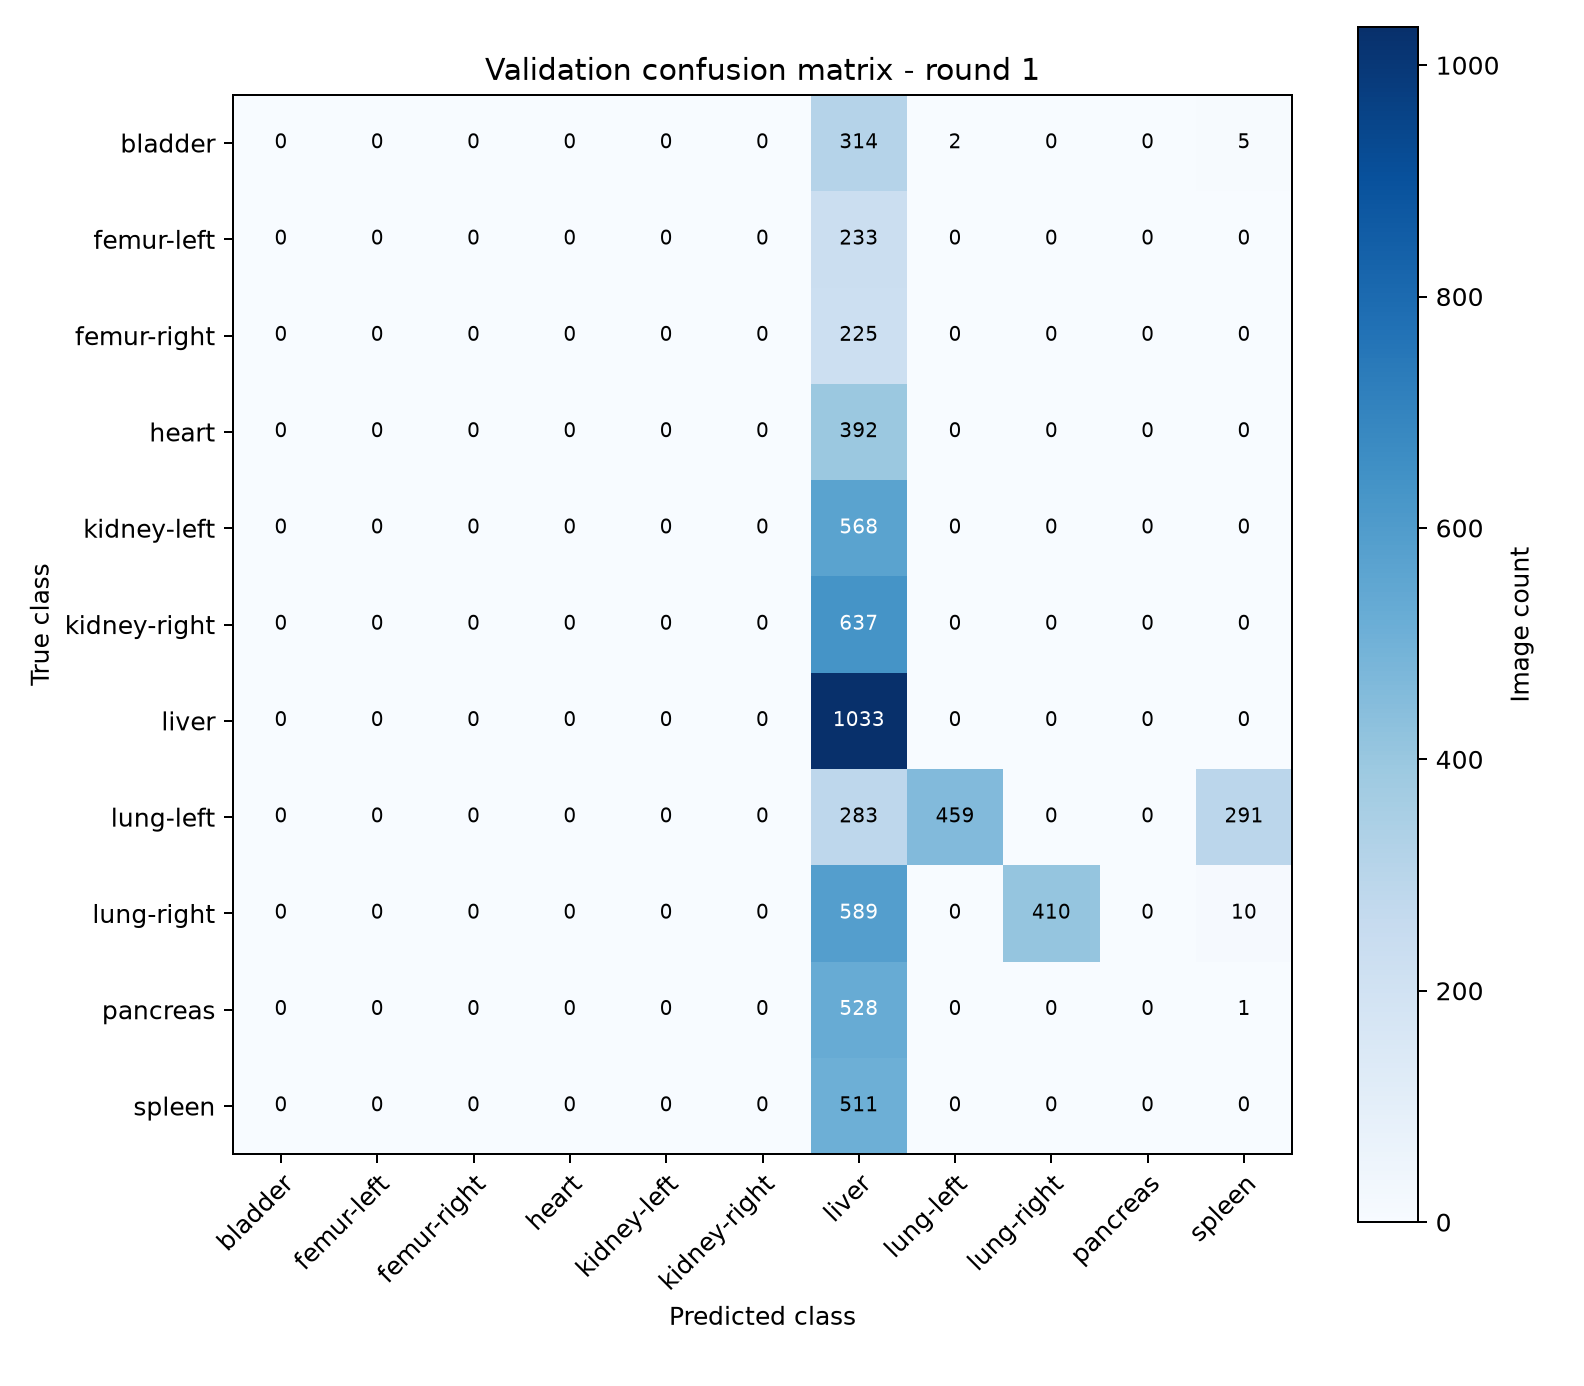 Validation confusion matrix - round 1
True class
bladder 0 0 0 0 0 0 314 2 0 0 5
femur-left 0 0 0 0 0 0 233 0 0 0 0
femur-right 0 0 0 0 0 0 225 0 0 0 0
heart 0 0 0 0 0 0 392 0 0 0 0
kidney-left 0 0 0 0 0 0 568 0 0 0 0
kidney-right 0 0 0 0 0 0 637 0 0 0 0
liver 0 0 0 0 0 0 1033 0 0 0 0
lung-left 0 0 0 0 0 0 283 459 0 0 291
lung-right 0 0 0 0 0 0 589 0 410 0 10
pancreas 0 0 0 0 0 0 528 0 0 0 1
spleen 0 0 0 0 0 0 511 0 0 0 0
bladder femur-left femur-right heart kidney-left kidney-right liver lung-left lung-right pancreas spleen
Predicted class
1000
800
600
400
200
0
Image count